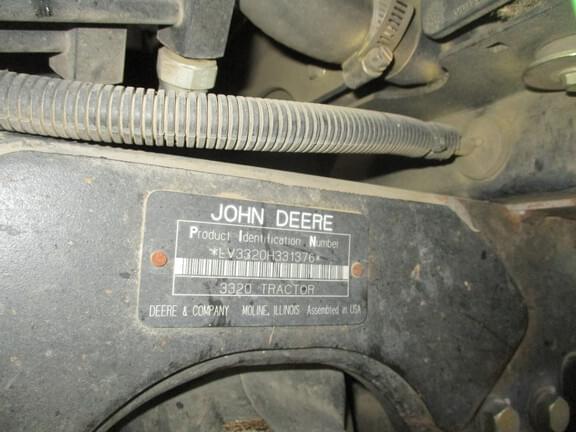 JOHN DEERE
Product Identification Number
*LV3320H331376*
3320 TRACTOR
DEERE & COMPANY MOLINE, ILLINOIS Assembled in USA